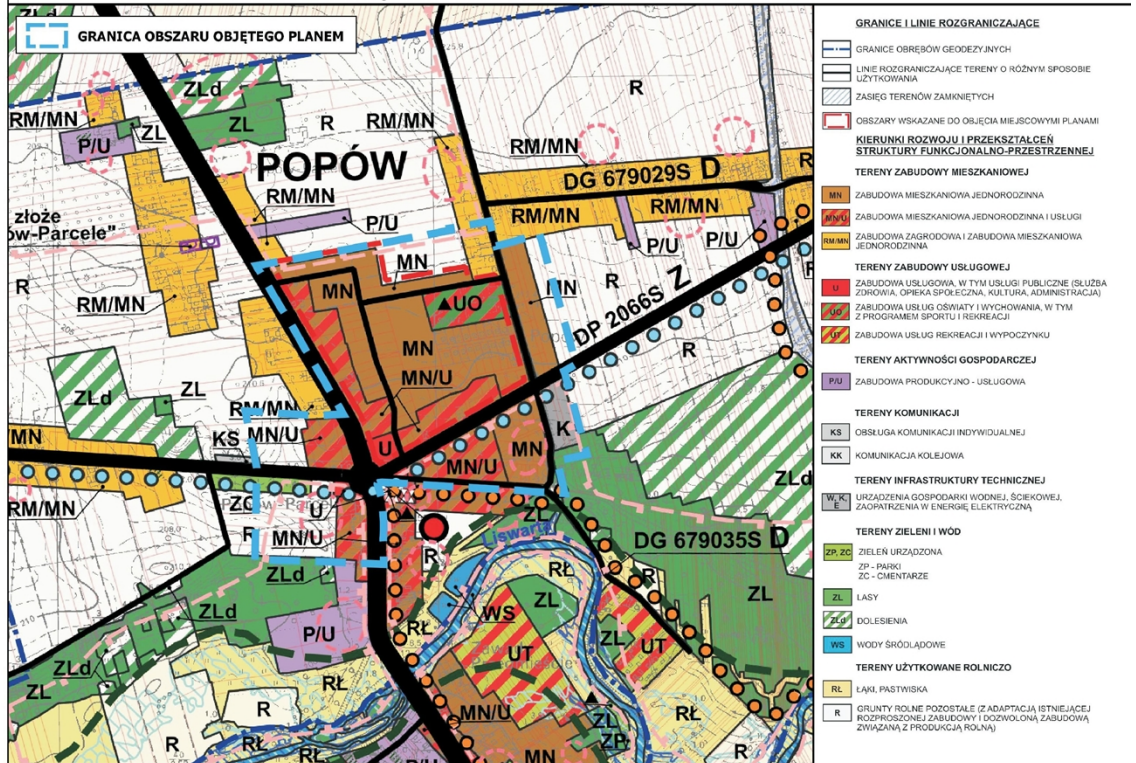 GRANICA OBSZARU OBJĘTEGO PLANEM
ZLd
RM/MN
ZL
P/U
R
RM/MN
R
POPÓW
RM/MN
DG 679029S D
R
RM/MN
P/U
RM/MN
RM/MN
złoże
ów-Parcele"
P/U
P/U
MN
R
RM/MN
MN
UO
MN
DP 2066S Z
MN
R
MN/U
ZLd
ZL
RM/MN
MN
KS
MN/U
U
K
MN
MN/U
ZLd
RM/MN
U
ZL
R
MN/U
Liswarta
DG 679035S D
R
RŁ
R
ZLd
ZLd
ZL
ZL
WS
P/U
RŁ
ZL
UT
UT
ZLd
ZL
RŁ
R
MN/U
ZL
RŁ
R
RŁ
ZP
R
MN
P/U
GRANICE I LINIE ROZGRANICZAJĄCE
GRANICE OBRĘBÓW GEODEZYJNYCH
LINIE ROZGRANICZAJĄCE TERENY O RÓŻNYM SPOSOBIE
UŻYTKOWANIA
ZASIĘG TERENÓW ZAMKNIĘTYCH
OBSZARY WSKAZANE DO OBJĘCIA MIEJSCOWYMI PLANAMI
KIERUNKI ROZWOJU I PRZEKSZTAŁCEŃ
STRUKTURY FUNKCJONALNO-PRZESTRZENNEJ
TERENY ZABUDOWY MIESZKANIOWEJ
MN ZABUDOWA MIESZKANIOWA JEDNORODZINNA
MN/U ZABUDOWA MIESZKANIOWA JEDNORODZINNA I USŁUGI
RM/MN ZABUDOWA ZAGRODOWA I ZABUDOWA MIESZKANIOWA
JEDNORODZINNA
TERENY ZABUDOWY USŁUGOWEJ
U ZABUDOWA USŁUGOWA, W TYM USŁUGI PUBLICZNE (SŁUŻBA
ZDROWIA, OPIEKA SPOŁECZNA, KULTURA, ADMINISTRACJA)
UO ZABUDOWA USŁUG OŚWIATY I WYCHOWANIA, W TYM
Z PROGRAMEM SPORTU I REKREACJI
UT ZABUDOWA USŁUG REKREACJI I WYPOCZYNKU
TERENY AKTYWNOŚCI GOSPODARCZEJ
P/U ZABUDOWA PRODUKCYJNO - USŁUGOWA
TERENY KOMUNIKACJI
KS OBSŁUGA KOMUNIKACJI INDYWIDUALNEJ
KK KOMUNIKACJA KOLEJOWA
TERENY INFRASTRUKTURY TECHNICZNEJ
W, K, URZĄDZENIA GOSPODARKI WODNEJ, ŚCIEKOWEJ,
E ZAOPATRZENIA W ENERGIĘ ELEKTRYCZNĄ
TERENY ZIELENI I WÓD
ZP, ZC ZIELEŃ URZĄDZONA
ZP - PARKI
ZC - CMENTARZE
ZL LASY
ZLd DOLESIENIA
WS WODY ŚRÓDLĄDOWE
TERENY UŻYTKOWANE ROLNICZO
RŁ ŁĄKI, PASTWISKA
R GRUNTY ROLNE POZOSTAŁE (Z ADAPTACJĄ ISTNIEJĄCEJ
ROZPROSZONEJ ZABUDOWY I DOZWOLONĄ ZABUDOWĄ
ZWIĄZANĄ Z PRODUKCJĄ ROLNĄ)